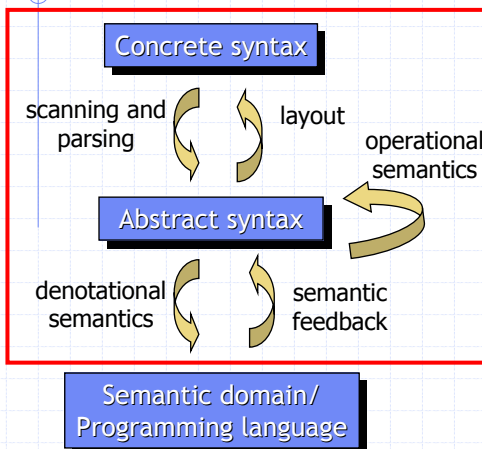 Concrete syntax
scanning and
parsing
layout
operational
semantics
Abstract syntax
denotational
semantics
semantic
feedback
Semantic domain/
Programming language